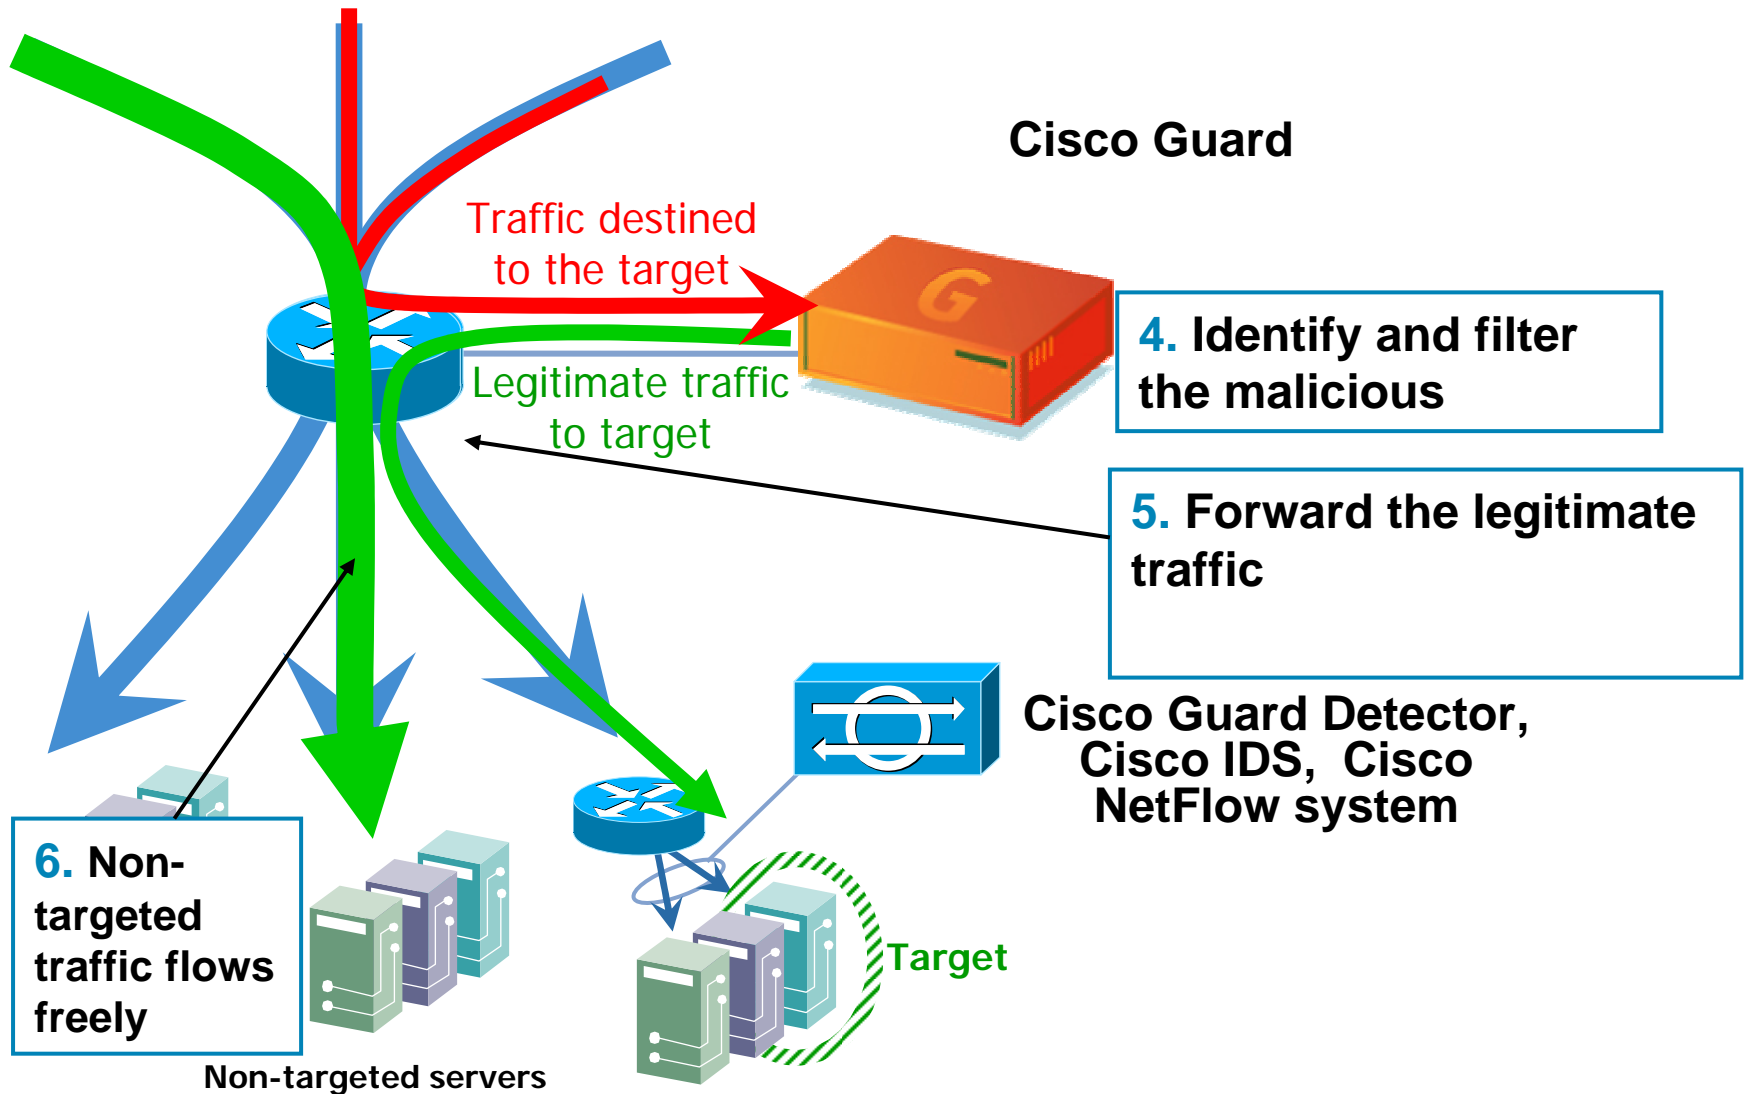 Cisco Guard
Traffic destined
to the target
G
4. Identify and filter
the malicious
Legitimate traffic
to target
5. Forward the legitimate
traffic
Cisco Guard Detector,
Cisco IDS,  Cisco
NetFlow system
6. Non-
targeted
traffic flows
freely
Target
Non-targeted servers